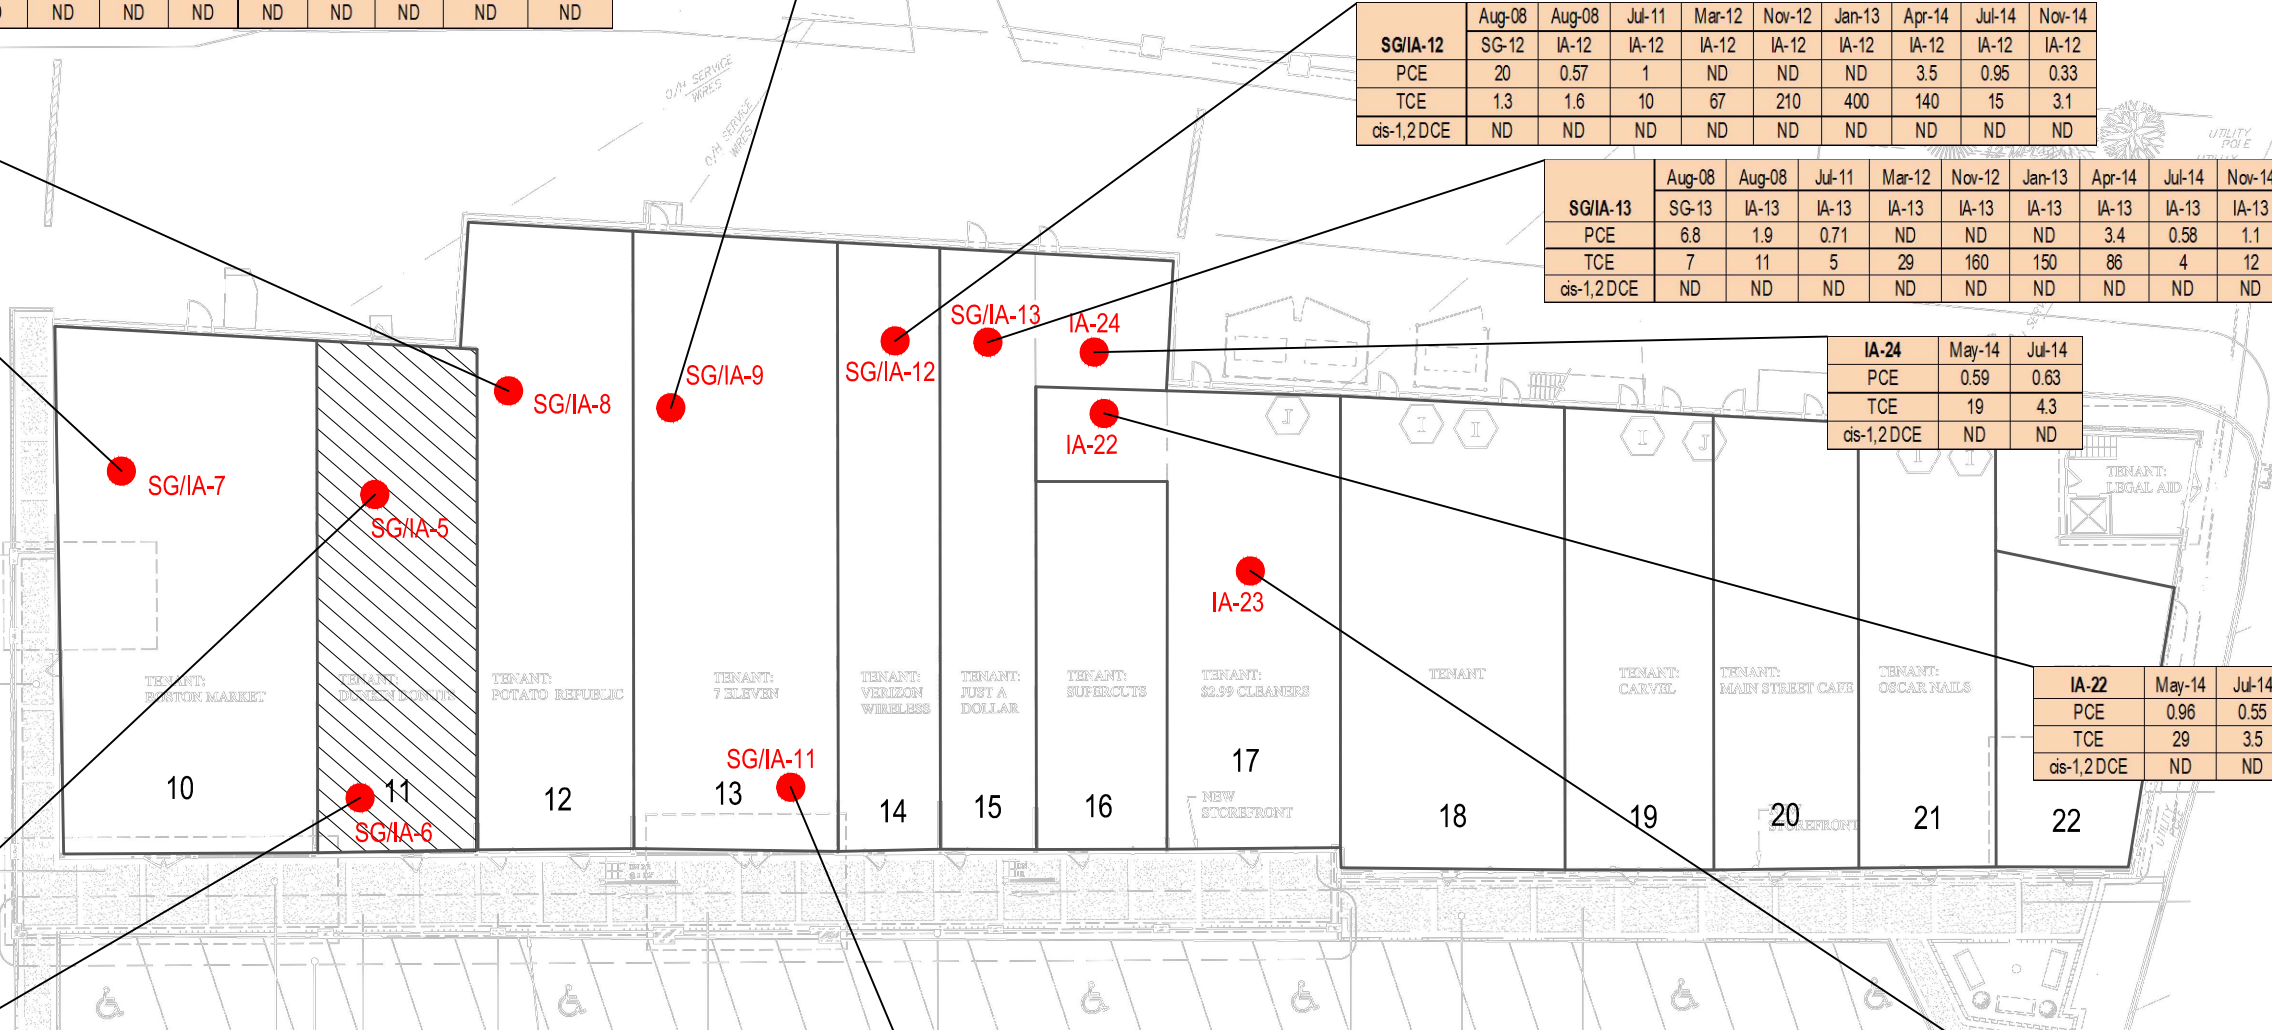 ND ND ND ND ND ND ND ND
Aug-08 Aug-08 Jul-11 Mar-12 Nov-12 Jan-13 Apr-14 Jul-14 Nov-14
SG/IA-12 SG-12 IA-12 IA-12 IA-12 IA-12 IA-12 IA-12 IA-12 IA-12
PCE 20 0.57 1 ND ND ND 3.5 0.95 0.33
TCE 1.3 1.6 10 67 210 400 140 15 3.1
cis-1,2 DCE ND ND ND ND ND ND ND ND ND
O/H SERVICE
WIRES
O/H SERVICE
WIRES
UTILITY
POLE
Aug-08 Aug-08 Jul-11 Mar-12 Nov-12 Jan-13 Apr-14 Jul-14 Nov-14
SG/IA-13 SG-13 IA-13 IA-13 IA-13 IA-13 IA-13 IA-13 IA-13 IA-13
PCE 6.8 1.9 0.71 ND ND ND 3.4 0.58 1.1
TCE 7 11 5 29 160 150 86 4 12
cis-1,2 DCE ND ND ND ND ND ND ND ND ND
SG/IA-13
IA-24
SG/IA-12
SG/IA-9
SG/IA-8
IA-24 May-14 Jul-14
PCE 0.59 0.63
TCE 19 4.3
cis-1,2 DCE ND ND
J
I
I
I
J
I
I
IA-22
SG/IA-7
SG/IA-5
TENANT:
LEGAL AID
IA-23
TENANT:
BOSTON MARKET
TENANT:
DUNKIN DONUTS
TENANT:
POTATO REPUBLIC
TENANT:
7 ELEVEN
TENANT:
VERIZON
WIRELESS
TENANT:
JUST A
DOLLAR
TENANT:
SUPERCUTS
TENANT:
$2.99 CLEANERS
TENANT
TENANT:
CARVEL
TENANT:
MAIN STREET CAFE
TENANT:
OSCAR NAILS
IA-22 May-14 Jul-14
PCE 0.96 0.55
TCE 29 3.5
cis-1,2 DCE ND ND
SG/IA-11
10
11
12
13
14
15
16
17
18
19
20
21
22
SG/IA-6
NEW
STOREFRONT
STOREFRONT
UTILITY
POLE